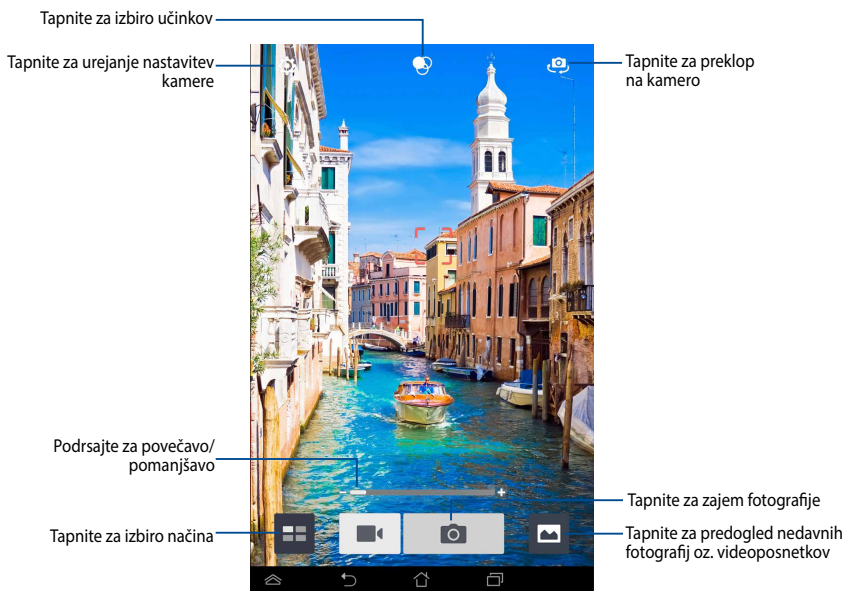 Tapnite za izbiro učinkov
Tapnite za urejanje nastavitev
kamere
Tapnite za preklop
na kamero
Podrsajte za povečavo/
pomanjšavo
Tapnite za zajem fotografije
Tapnite za izbiro načina
Tapnite za predogled nedavnih
fotografij oz. videoposnetkov